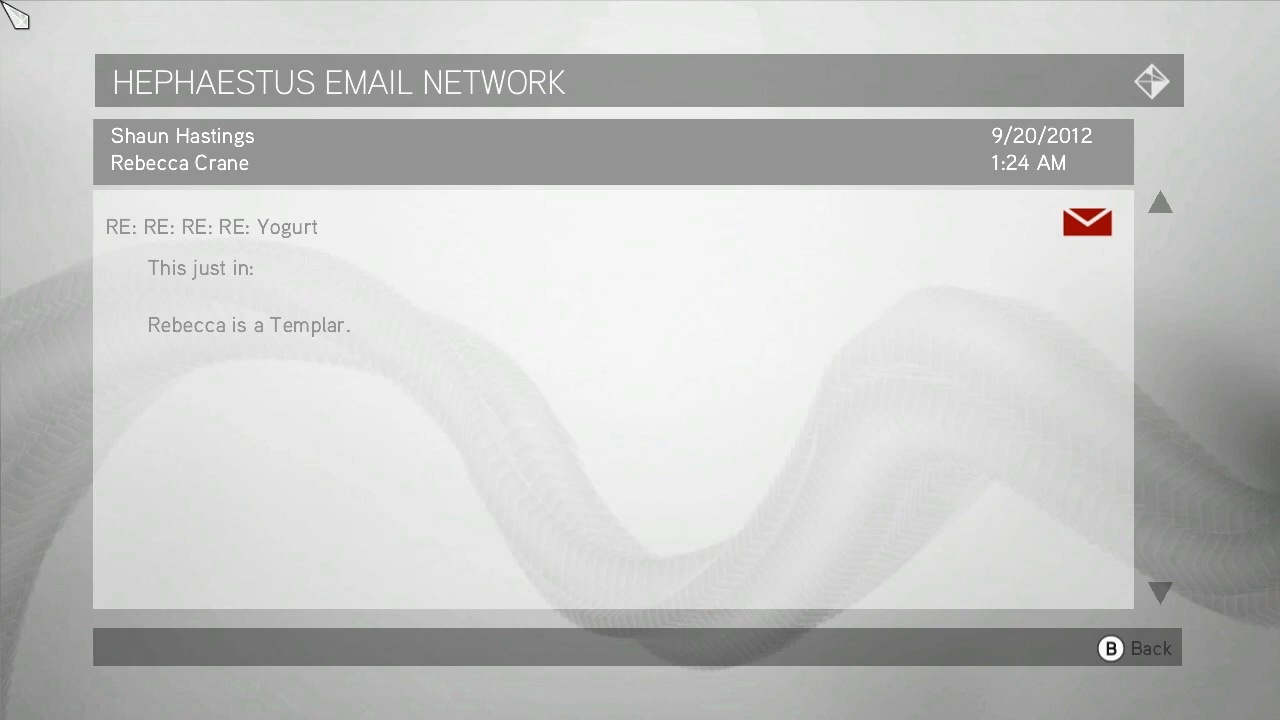 HEPHAESTUS EMAIL NETWORK
Shaun Hastings 9/20/2012
Rebecca Crane 1:24 AM
RE: RE: RE: RE: Yogurt
This just in:
Rebecca is a Templar.
B Back